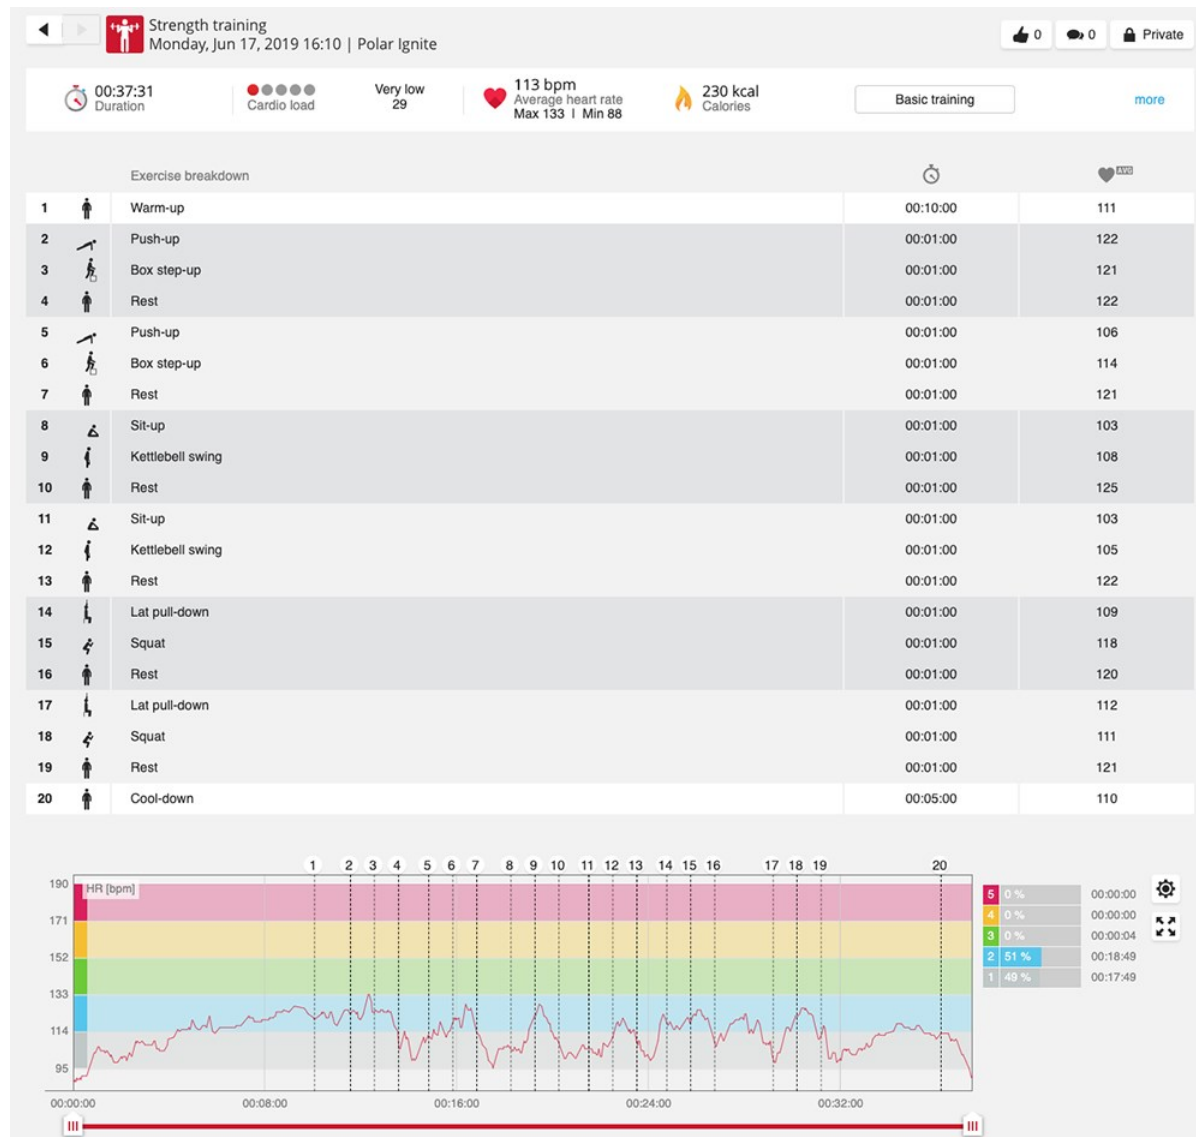 Strength training
Monday, Jun 17, 2019 16:10 | Polar Ignite
0 0 Private
00:37:31
Duration
Cardio load
Very low
29
113 bpm
Average heart rate
Max 133 | Min 88
230 kcal
Calories
Basic training
more
Exercise breakdown AVG
1 Warm-up 00:10:00 111
2 Push-up 00:01:00 122
3 Box step-up 00:01:00 121
4 Rest 00:01:00 122
5 Push-up 00:01:00 106
6 Box step-up 00:01:00 114
7 Rest 00:01:00 121
8 Sit-up 00:01:00 103
9 Kettlebell swing 00:01:00 108
10 Rest 00:01:00 125
11 Sit-up 00:01:00 103
12 Kettlebell swing 00:01:00 105
13 Rest 00:01:00 122
14 Lat pull-down 00:01:00 109
15 Squat 00:01:00 118
16 Rest 00:01:00 120
17 Lat pull-down 00:01:00 112
18 Squat 00:01:00 111
19 Rest 00:01:00 121
20 Cool-down 00:05:00 110
1 2 3 4 5 6 7 8 9 10 11 12 13 14 15 16 17 18 19 20
HR [bpm]
190
171
152
133
114
95
00:00:00 00:08:00 00:16:00 00:24:00 00:32:00
5 0 % 00:00:00
4 0 % 00:00:00
3 0 % 00:00:04
2 51 % 00:18:49
1 49 % 00:17:49